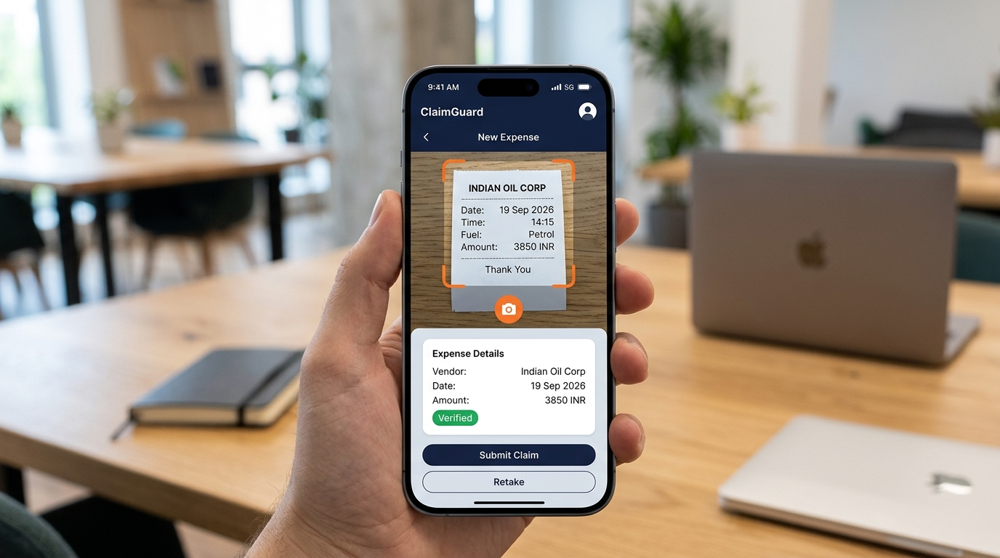 9:41 AM
SG
ClaimGuard
New Expense
INDIAN OIL CORP
Date: 19 Sep 2026
Time: 14:15
Fuel: Petrol
Amount: 3850 INR
Thank You
Expense Details
Vendor: Indian Oil Corp
Date: 19 Sep 2026
Amount: 3850 INR
Verified
Submit Claim
Retake